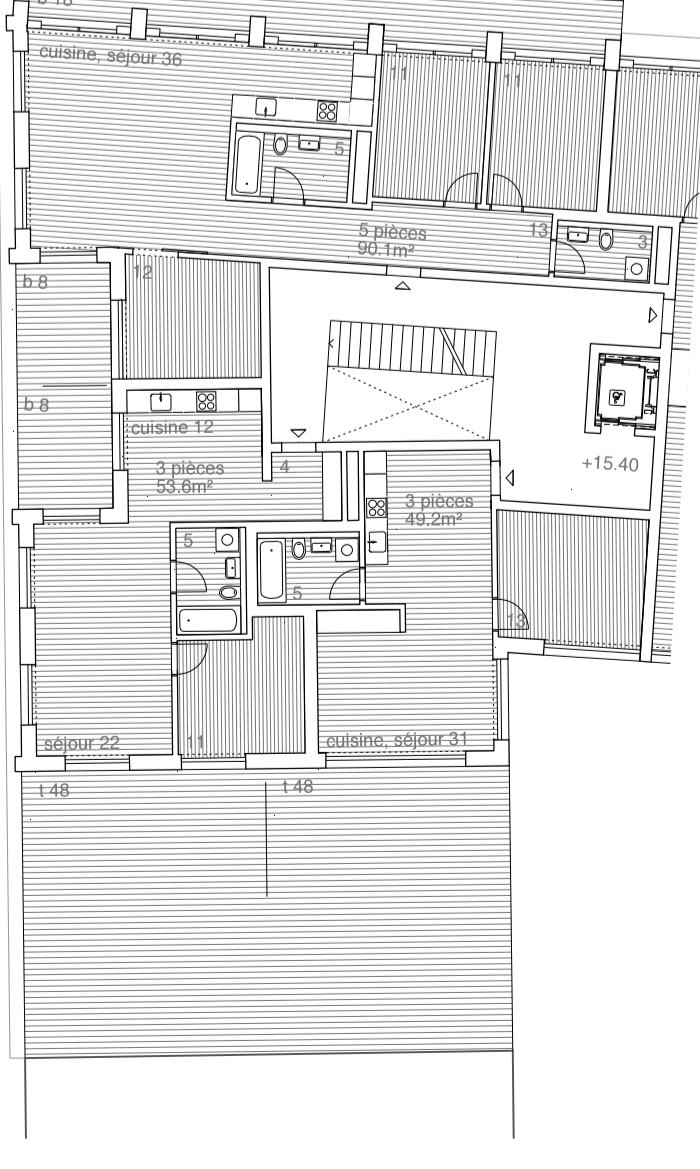 b 18
cuisine, séjour 36
11
11
5
5 pièces
90.1m²
13
3
b 8
12
b 8
cuisine 12
3 pièces
53.6m²
4
+15.40
3 pièces
49.2m²
5
5
13
séjour 22
11
cuisine, séjour 31
t 48
t 48